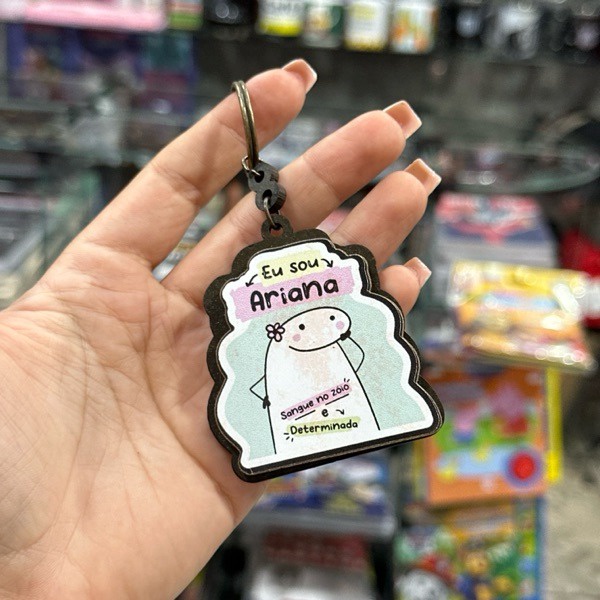 Eu sou
Ariana
Sangue no Zóio
e
Determinada